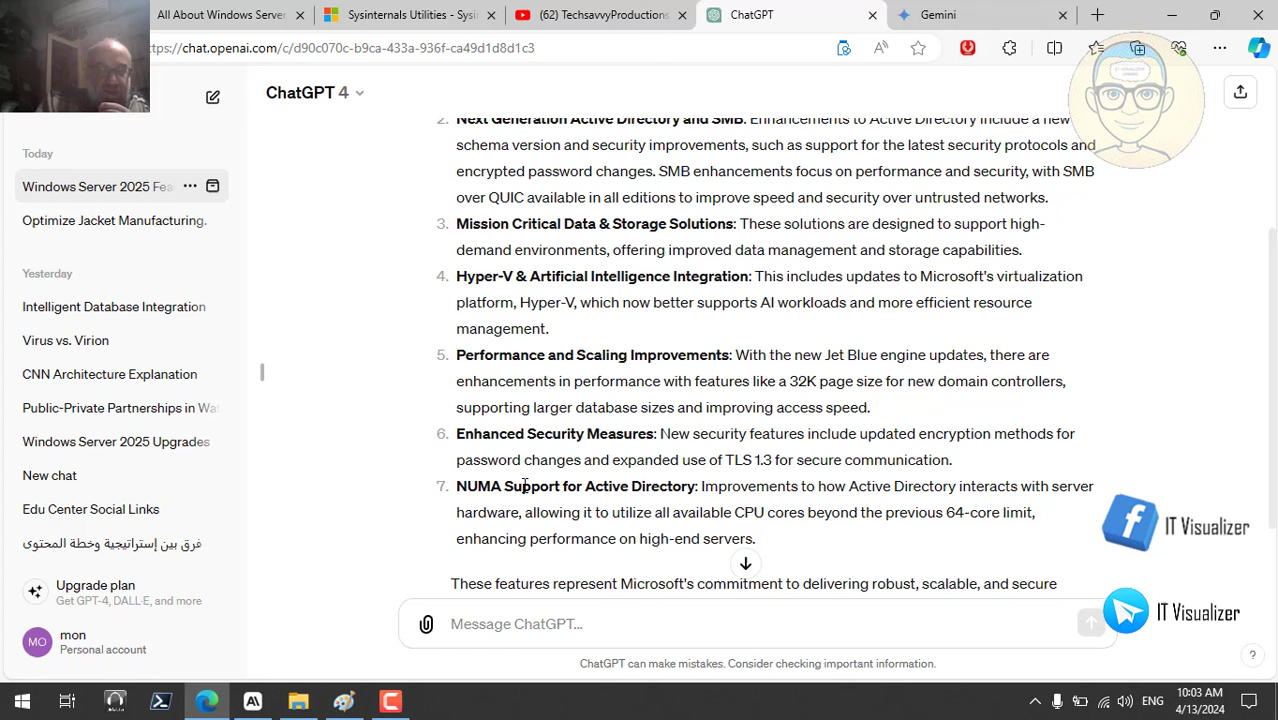 All About Windows Server
Sysinternals Utilities - Sysi
(62) TechsavvyProductions
ChatGPT
Gemini
ttps://chat.openai.com/c/d90c070c-b9ca-433a-936f-ca49d1d8d1c3
IT VISUALIZER
ChatGPT 4
2. Next Generation Active Directory and SMB: Enhancements to Active Directory include a new
schema version and security improvements, such as support for the latest security protocols and
encrypted password changes. SMB enhancements focus on performance and security, with SMB
over QUIC available in all editions to improve speed and security over untrusted networks.
3. Mission Critical Data & Storage Solutions: These solutions are designed to support high-
demand environments, offering improved data management and storage capabilities.
4. Hyper-V & Artificial Intelligence Integration: This includes updates to Microsoft's virtualization
platform, Hyper-V, which now better supports AI workloads and more efficient resource
management.
5. Performance and Scaling Improvements: With the new Jet Blue engine updates, there are
enhancements in performance with features like a 32K page size for new domain controllers,
supporting larger database sizes and improving access speed.
6. Enhanced Security Measures: New security features include updated encryption methods for
password changes and expanded use of TLS 1.3 for secure communication.
7. NUMA Support for Active Directory: Improvements to how Active Directory interacts with server
hardware, allowing it to utilize all available CPU cores beyond the previous 64-core limit,
enhancing performance on high-end servers.
These features represent Microsoft's commitment to delivering robust, scalable, and secure
Message ChatGPT...
ChatGPT can make mistakes. Consider checking important information.
?
Today
Windows Server 2025 Fea
Optimize Jacket Manufacturing.
Yesterday
Intelligent Database Integration
Virus vs. Virion
CNN Architecture Explanation
Public-Private Partnerships in Wa
Windows Server 2025 Upgrades
New chat
Edu Center Social Links
فرق بين إستراتيجية وخطة المحتوى
Upgrade plan
Get GPT-4, DALL·E, and more
MO
mon
Personal account
IT Visualizer
IT Visualizer
ENG
10:03 AM
4/13/2024